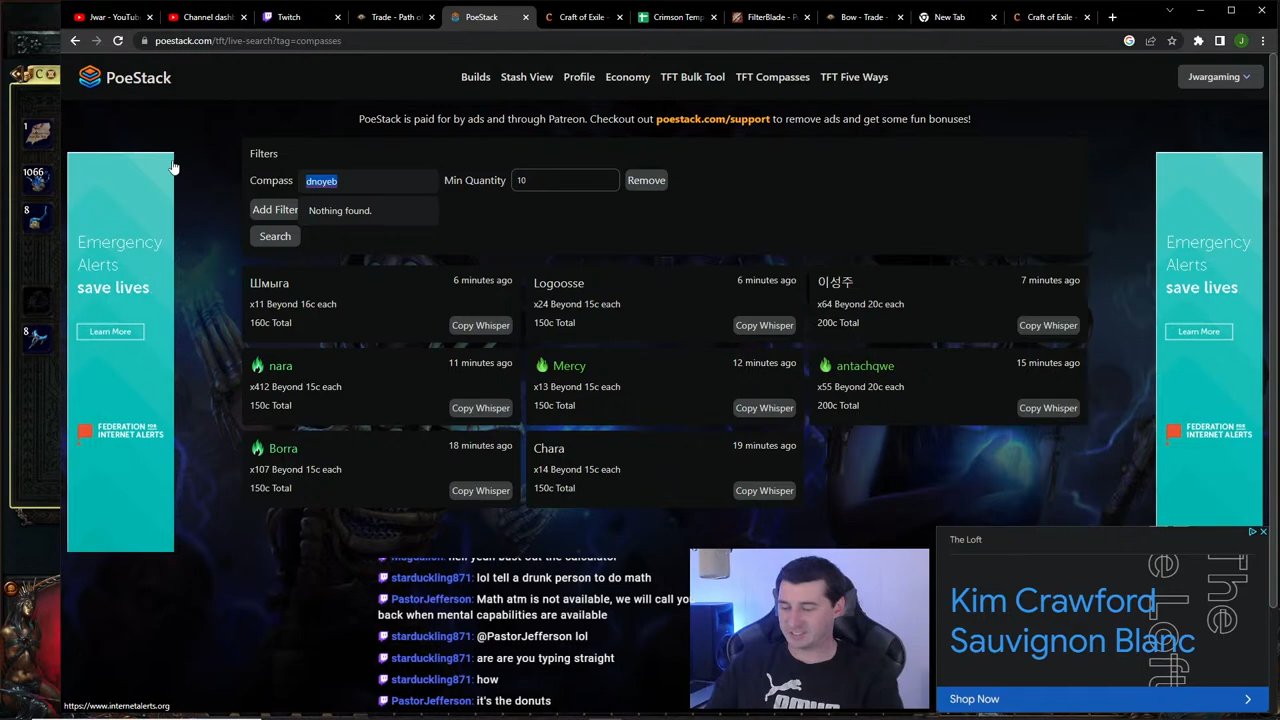 Jwar - YouTu
Channel dash
Twitch
Trade - Path o
PoeStack
Craft of Exile
Crimson Temp
FilterBlade - P
Bow - Trade -
New Tab
Craft of Exile
poestack.com/tft/live-search?tag=compasses
J
PoeStack
Builds
Stash View
Profile
Economy
TFT Bulk Tool
TFT Compasses
TFT Five Ways
Jwargaming
PoeStack is paid for by ads and through Patreon. Checkout out poestack.com/support to remove ads and get some fun bonuses!
Filters
Compass
dnoyeb
Min Quantity
10
Remove
Add Filter
Nothing found.
Search
Шмыга
6 minutes ago
x11 Beyond 16c each
160c Total
Copy Whisper
Logoosse
6 minutes ago
x24 Beyond 15c each
150c Total
Copy Whisper
이성주
7 minutes ago
x64 Beyond 20c each
200c Total
Copy Whisper
nara
11 minutes ago
x412 Beyond 15c each
150c Total
Copy Whisper
Mercy
12 minutes ago
x13 Beyond 15c each
150c Total
Copy Whisper
antachqwe
15 minutes ago
x55 Beyond 20c each
200c Total
Copy Whisper
Borra
18 minutes ago
x107 Beyond 15c each
150c Total
Copy Whisper
Chara
19 minutes ago
x14 Beyond 15c each
150c Total
Copy Whisper
C
1
1066
8
8
Emergency
Alerts
save lives
Learn More
FEDERATION FOR
INTERNET ALERTS
Emergency
Alerts
save lives
Learn More
FEDERATION FOR
INTERNET ALERTS
starduckling871: lol tell a drunk person to do math
PastorJefferson: Math atm is not available, we will call you
back when mental capabilities are available
starduckling871: @PastorJefferson lol
starduckling871: are are you typing straight
starduckling871: how
PastorJefferson: it's the donuts
The Loft
Kim Crawford
Sauvignon Blanc
The
Loft
Shop Now
https://www.internetalerts.org